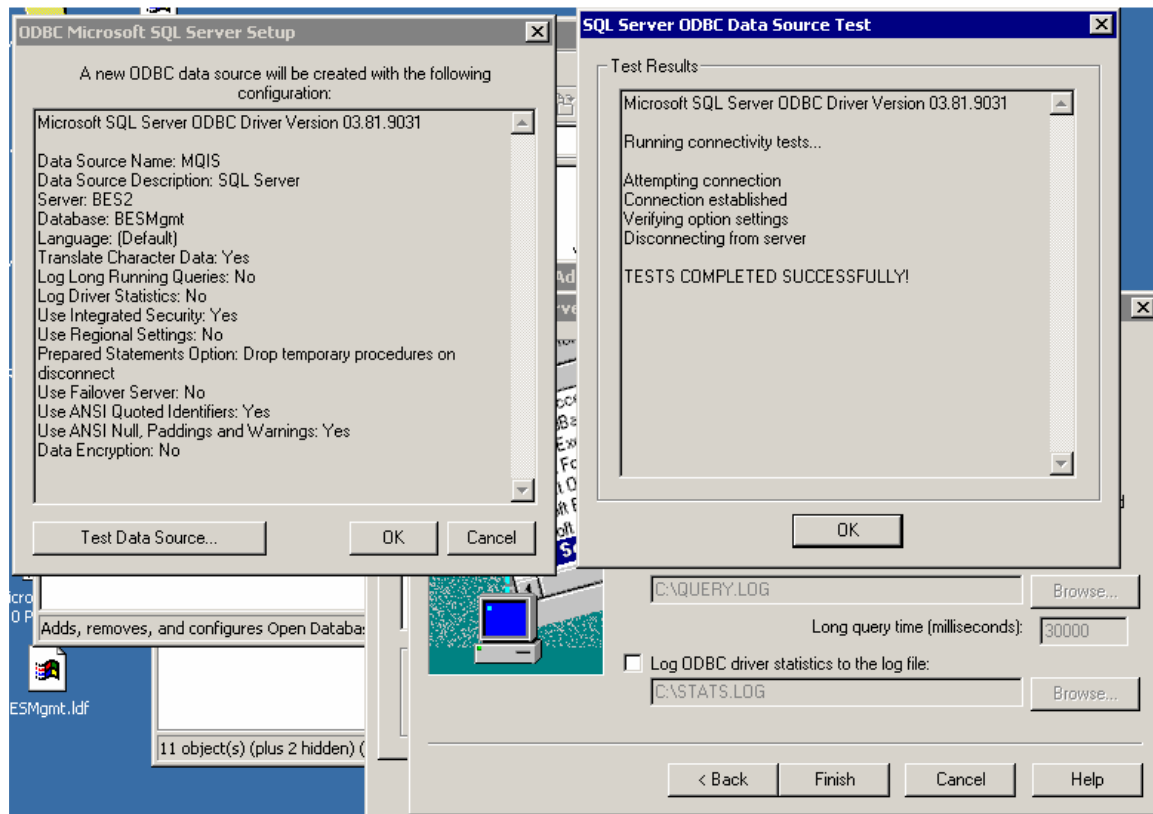 ODBC Microsoft SQL Server Setup
A new ODBC data source will be created with the following
configuration:
Microsoft SQL Server ODBC Driver Version 03.81.9031
Data Source Name: MQIS
Data Source Description: SQL Server
Server: BES2
Database: BESMgmt
Language: (Default)
Translate Character Data: Yes
Log Long Running Queries: No
Log Driver Statistics: No
Use Integrated Security: Yes
Use Regional Settings: No
Prepared Statements Option: Drop temporary procedures on
disconnect
Use Failover Server: No
Use ANSI Quoted Identifiers: Yes
Use ANSI Null, Paddings and Warnings: Yes
Data Encryption: No
Test Data Source...
OK
Cancel
SQL Server ODBC Data Source Test
Test Results
Microsoft SQL Server ODBC Driver Version 03.81.9031
Running connectivity tests...
Attempting connection
Connection established
Verifying option settings
Disconnecting from server
TESTS COMPLETED SUCCESSFULLY!
OK
Adds, removes, and configures Open Databa
ESMgmt.ldf
11 object(s) (plus 2 hidden) (
C:\QUERY.LOG
Browse...
Long query time (milliseconds):
30000
Log ODBC driver statistics to the log file:
C:\STATS.LOG
Browse...
< Back
Finish
Cancel
Help